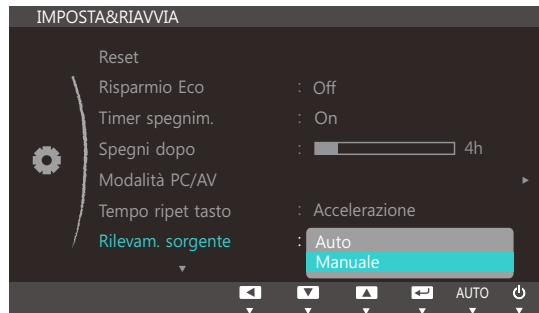 IMPOSTA&RIAVVIA
Reset
Risparmio Eco : Off
Timer spegnim. : On
Spegni dopo : 4h
Modalità PC/AV
Tempo ripet tasto : Accelerazione
Rilevam. sorgente : Auto
Manuale
AUTO